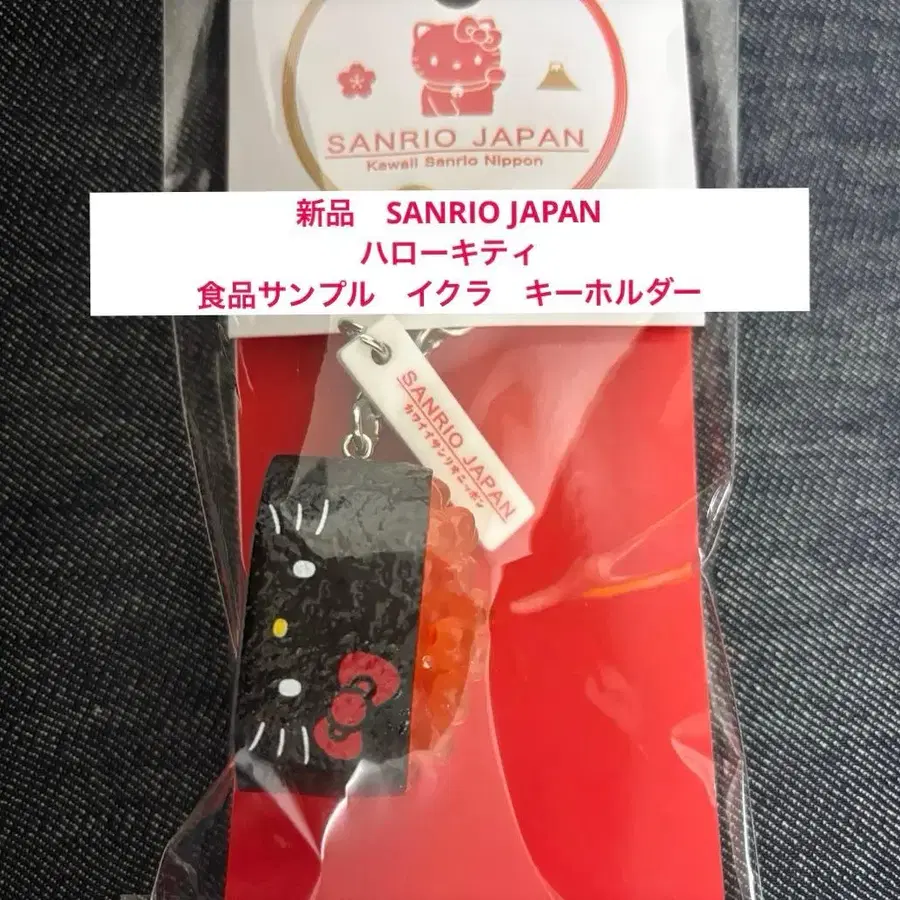 SANRIO JAPAN
Kawaii Sanrio Nippon
新品　SANRIO JAPAN
ハローキティ
食品サンプル　イクラ　キーホルダー
SANRIO JAPAN
カワイイサンリオニッポン